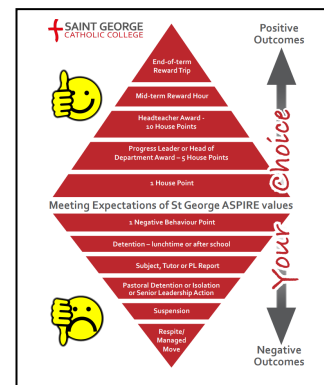 SAINT GEORGE
CATHOLIC COLLEGE
Positive
Outcomes
End-of-term
Reward Trip
Mid-term Reward Hour
Headteacher Award -
10 House Points
Progress Leader or Head of
Department Award – 5 House Points
1 House Point
Meeting Expectations of St George ASPIRE values
1 Negative Behaviour Point
Detention – lunchtime or after school
Subject, Tutor or PL Report
Pastoral Detention or Isolation
or Senior Leadership Action
Suspension
Respite/
Managed
Move
Your Choice
Negative
Outcomes